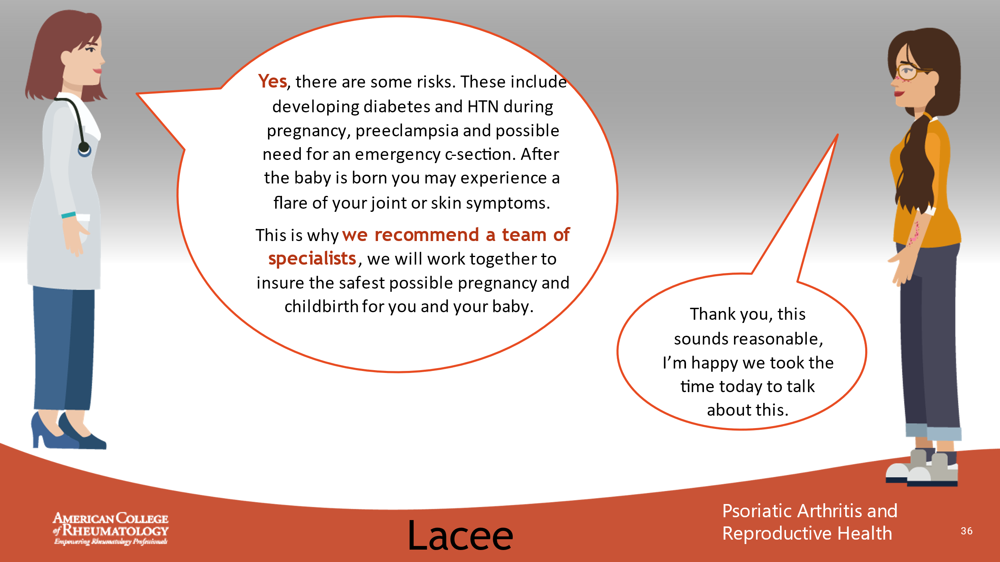 Yes, there are some risks. These include
developing diabetes and HTN during
pregnancy, preeclampsia and possible
need for an emergency c-section. After
the baby is born you may experience a
flare of your joint or skin symptoms.
This is why we recommend a team of
specialists, we will work together to
insure the safest possible pregnancy and
childbirth for you and your baby.
Thank you, this
sounds reasonable,
I’m happy we took the
time today to talk
about this.
AMERICAN COLLEGE
of RHEUMATOLOGY
Empowering Rheumatology Professionals
Lacee
Psoriatic Arthritis and
Reproductive Health
36